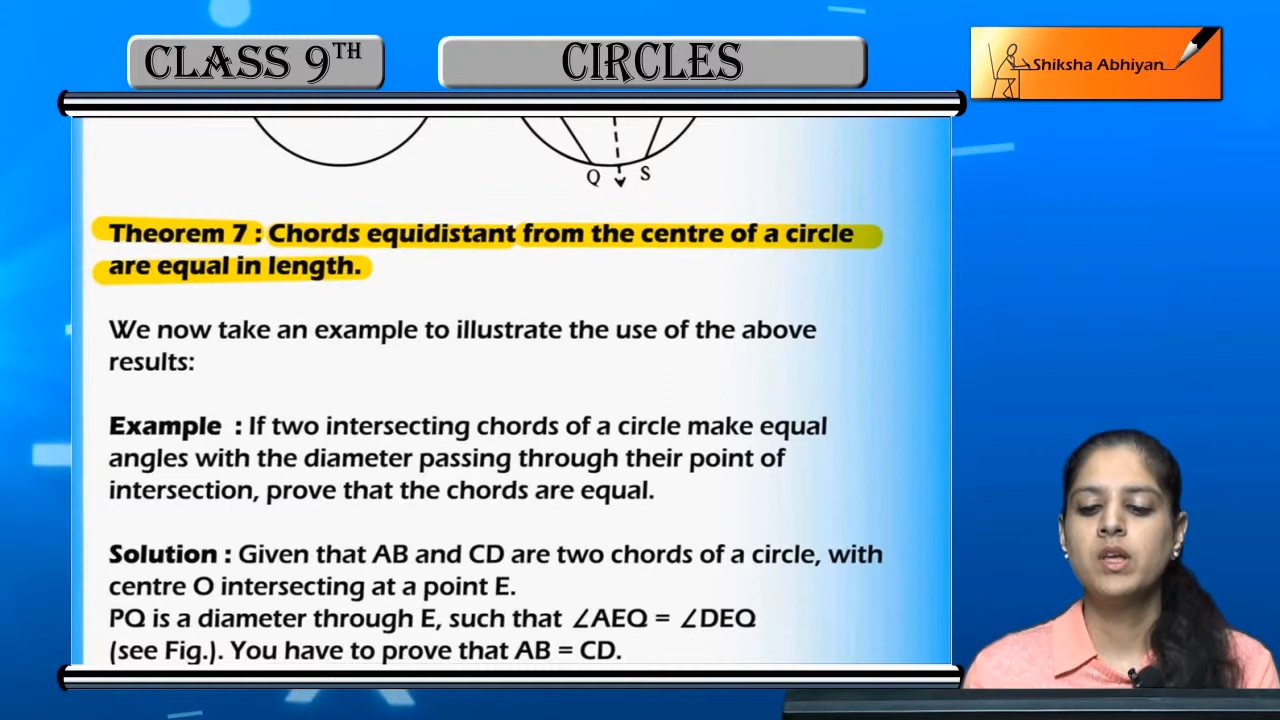 CLASS 9TH
CIRCLES
Shiksha Abhiyan
Q S
Theorem 7 : Chords equidistant from the centre of a circle
are equal in length.
We now take an example to illustrate the use of the above
results:
Example : If two intersecting chords of a circle make equal
angles with the diameter passing through their point of
intersection, prove that the chords are equal.
Solution : Given that AB and CD are two chords of a circle, with
centre O intersecting at a point E.
PQ is a diameter through E, such that ∠AEQ = ∠DEQ
(see Fig.). You have to prove that AB = CD.